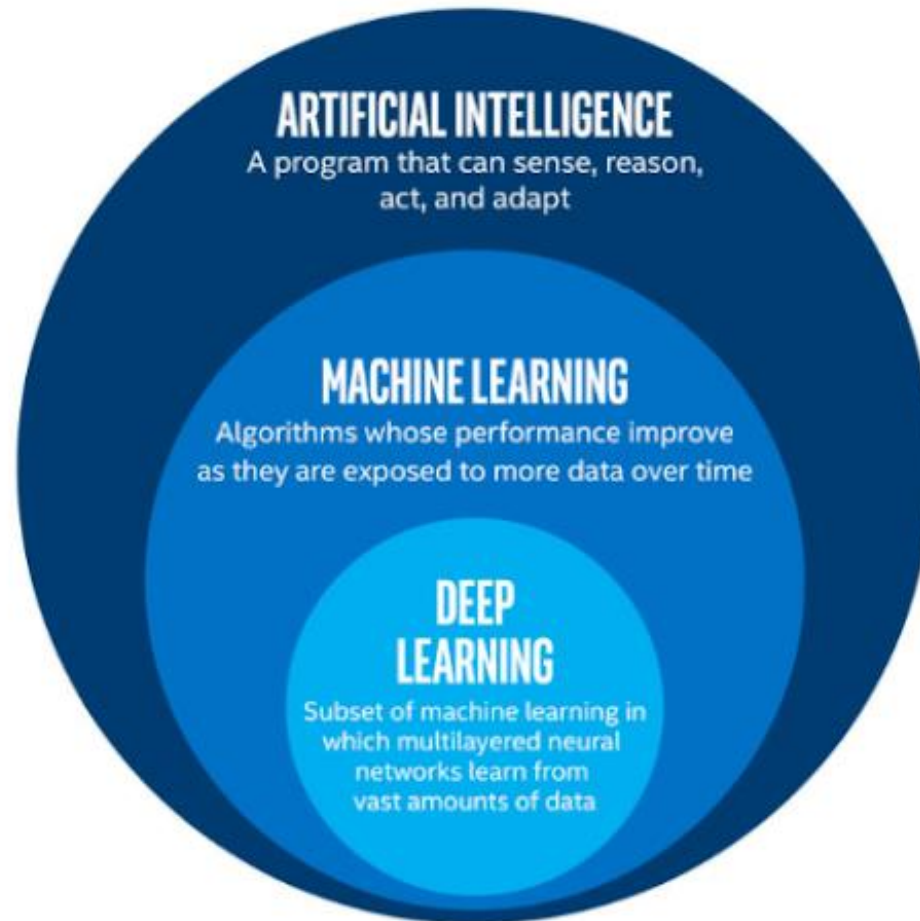 ARTIFICIAL INTELLIGENCE
A program that can sense, reason,
act, and adapt
MACHINE LEARNING
Algorithms whose performance improve
as they are exposed to more data over time
DEEP
LEARNING
Subset of machine learning in
which multilayered neural
networks learn from
vast amounts of data